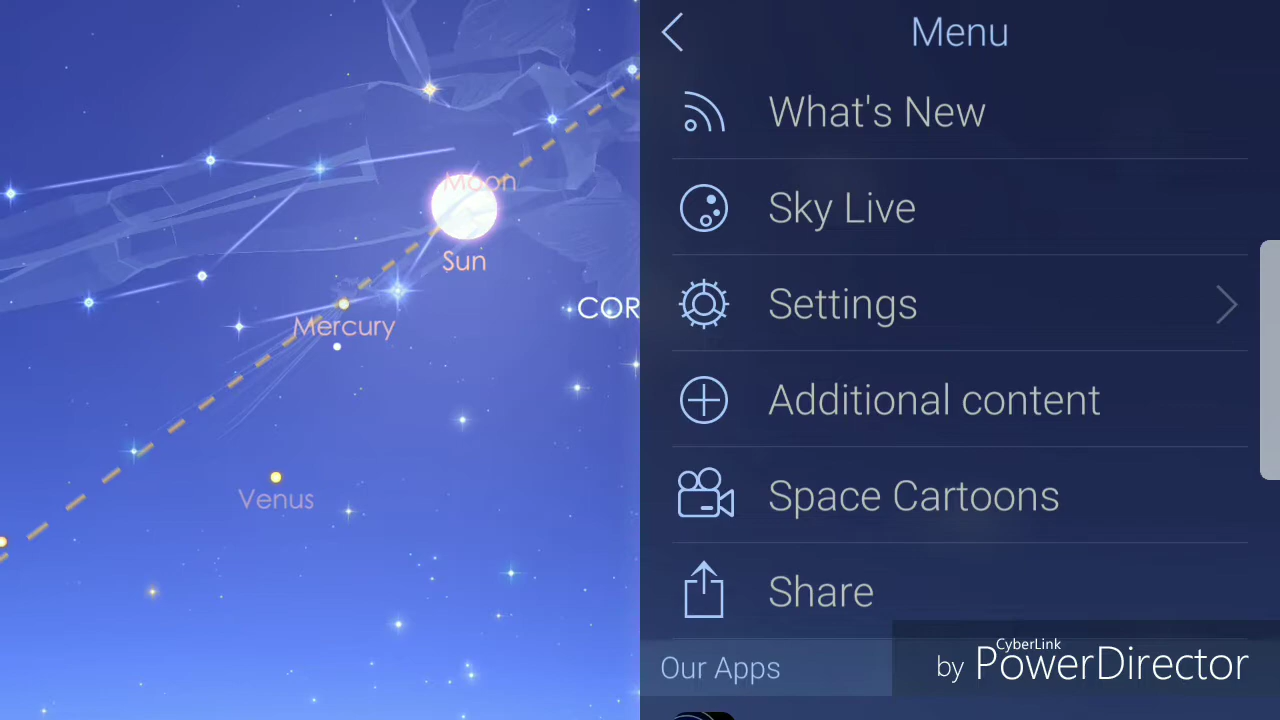 Moon
Sun
COR
Mercury
Venus
Menu
What's New
Sky Live
Settings
Additional content
Space Cartoons
Share
Our Apps
by CyberLink PowerDirector